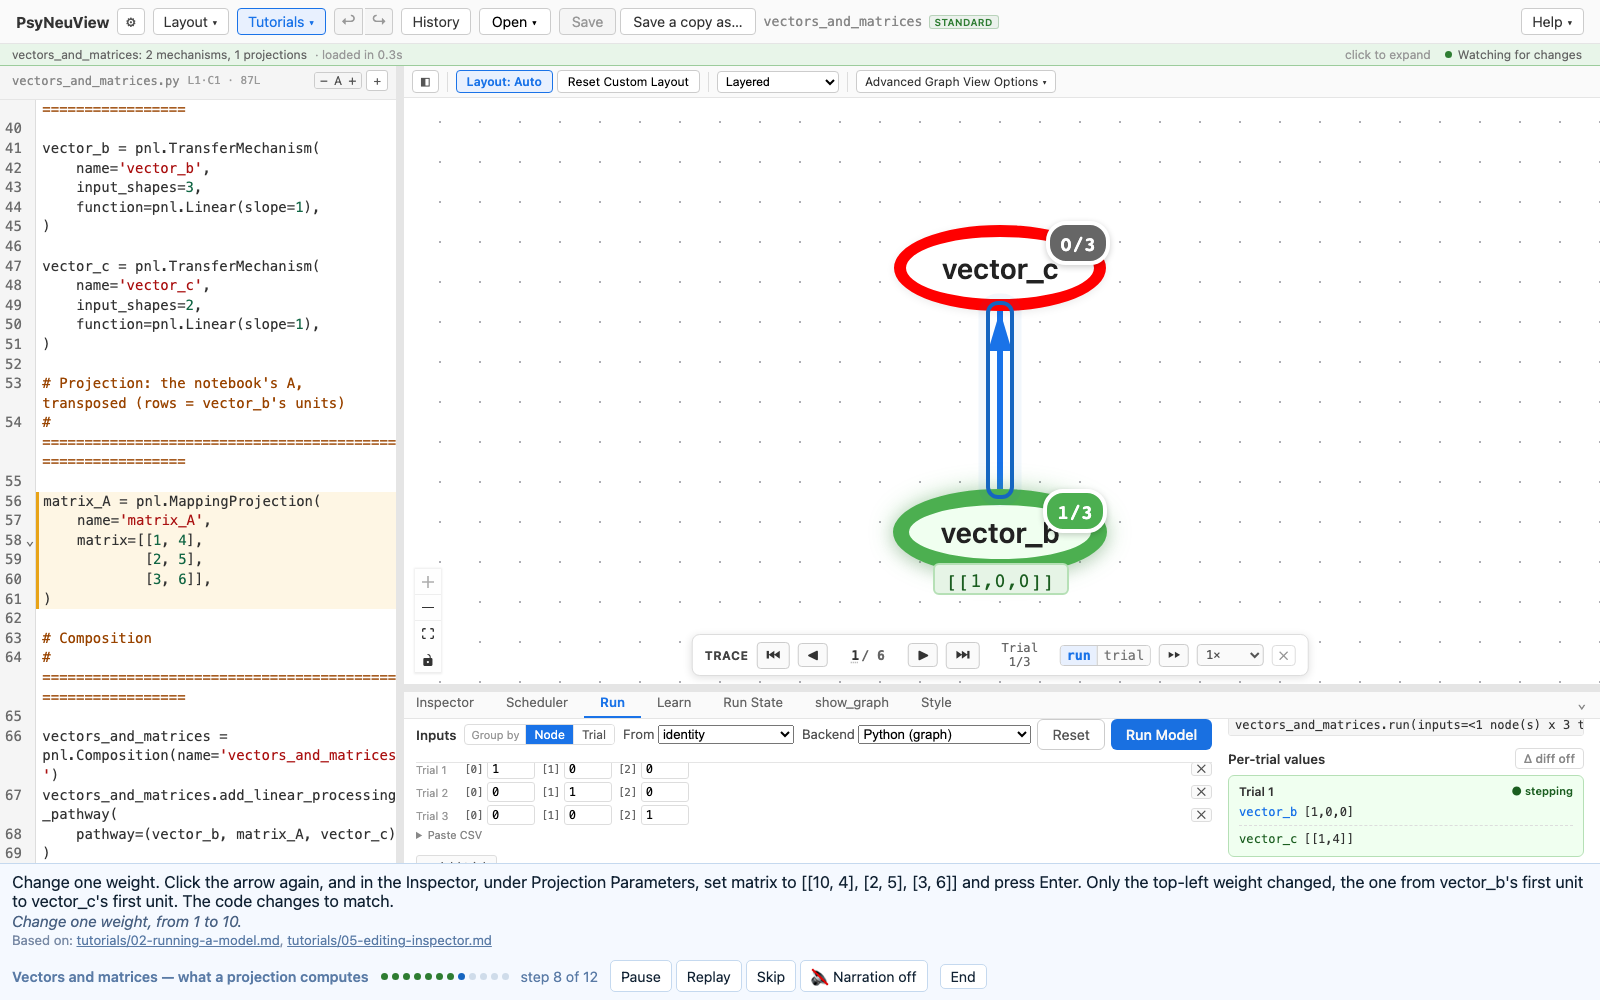 PsyNeuView ⚙ Layout ▾ Tutorials ▾ ↩ ↪ History Open ▾ Save Save a copy as... vectors_and_matrices STANDARD Help ▾
vectors_and_matrices: 2 mechanisms, 1 projections · loaded in 0.3s click to expand ● Watching for changes
vectors_and_matrices.py L1:C1 · 87L − A + +
Layout: Auto Reset Custom Layout Layered Advanced Graph View Options ▾
=================
40
41 vector_b = pnl.TransferMechanism(
42 name='vector_b',
43 input_shapes=3,
44 function=pnl.Linear(slope=1),
45 )
46
47 vector_c = pnl.TransferMechanism(
48 name='vector_c',
49 input_shapes=2,
50 function=pnl.Linear(slope=1),
51 )
52
53 # Projection: the notebook's A,
transposed (rows = vector_b's units)
54 #
==========================================
=================
55
56 matrix_A = pnl.MappingProjection(
57 name='matrix_A',
58 matrix=[[1, 4],
59 [2, 5],
60 [3, 6]],
61 )
62
63 # Composition
64 #
==========================================
=================
65
66 vectors_and_matrices =
pnl.Composition(name='vectors_and_matrices
')
67 vectors_and_matrices.add_linear_processing
_pathway(
68 pathway=(vector_b, matrix_A, vector_c)
69 )
0/3
vector_c
1/3
vector_b
[[1,0,0]]
TRACE ⏮ ◀ 1 / 6 ▶ ⏭ Trial 1/3 run trial ▸▸ 1× ×
Inspector Scheduler Run Learn Run State show_graph Style
Inputs Group by Node Trial From identity Backend Python (graph) Reset Run Model
Trial 1 [0] 1 [1] 0 [2] 0 ×
Trial 2 [0] 0 [1] 1 [2] 0 ×
Trial 3 [0] 0 [1] 0 [2] 1 ×
▸ Paste CSV
vectors_and_matrices.run(inputs=<1 node(s) x 3 t
Per-trial values Δ diff off
Trial 1 ● stepping
vector_b [1,0,0]
vector_c [[1,4]]
Change one weight. Click the arrow again, and in the Inspector, under Projection Parameters, set matrix to [[10, 4], [2, 5], [3, 6]] and press Enter. Only the top-left weight changed, the one from vector_b's first unit
to vector_c's first unit. The code changes to match.
Change one weight, from 1 to 10.
Based on: tutorials/02-running-a-model.md, tutorials/05-editing-inspector.md
Vectors and matrices — what a projection computes step 8 of 12 Pause Replay Skip Narration off End